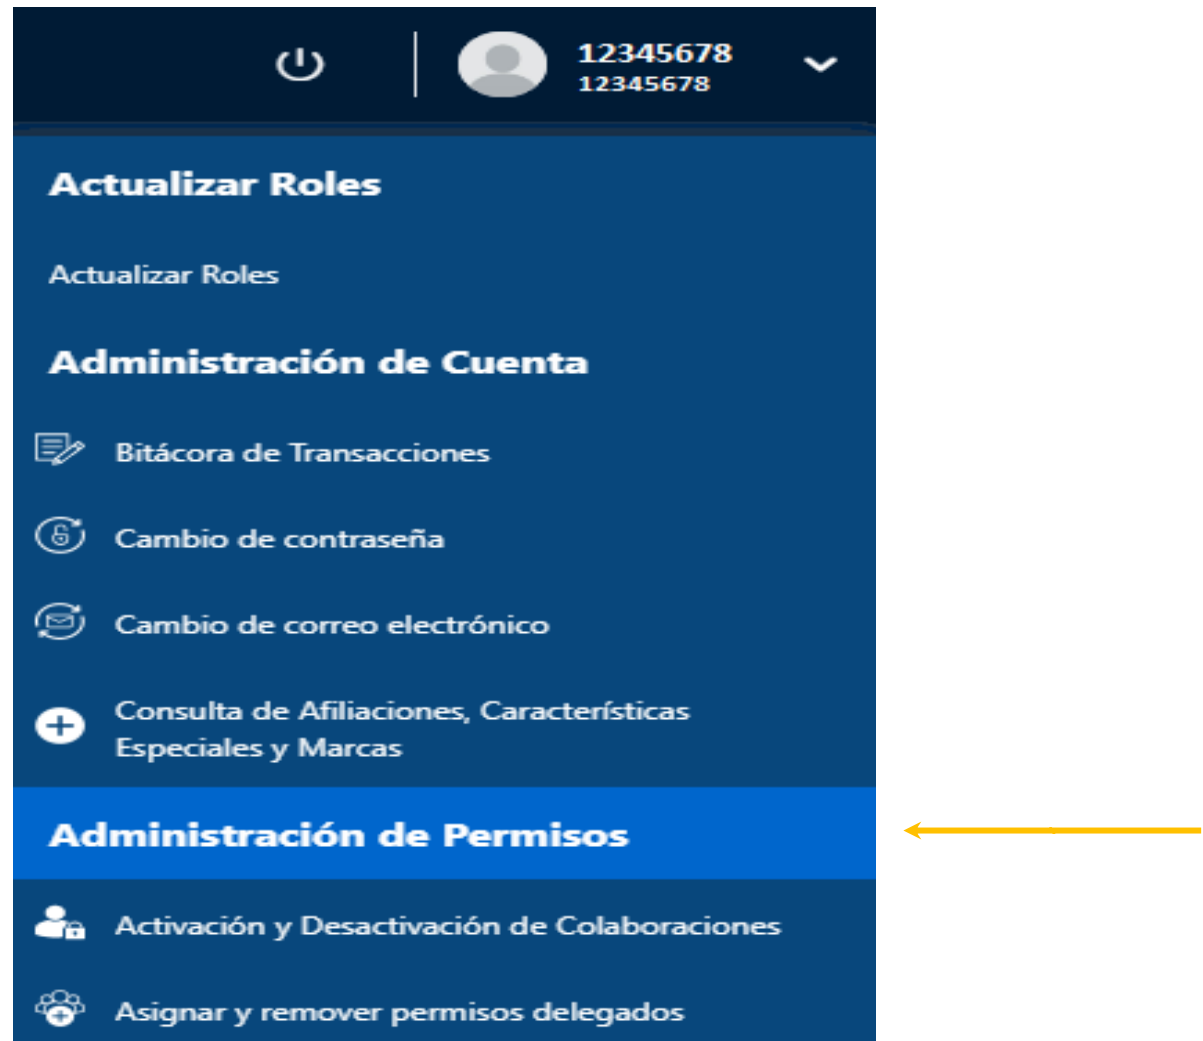 12345678
12345678
Actualizar Roles
Actualizar Roles
Administración de Cuenta
Bitácora de Transacciones
Cambio de contraseña
Cambio de correo electrónico
Consulta de Afiliaciones, Características
Especiales y Marcas
Administración de Permisos
Activación y Desactivación de Colaboraciones
Asignar y remover permisos delegados